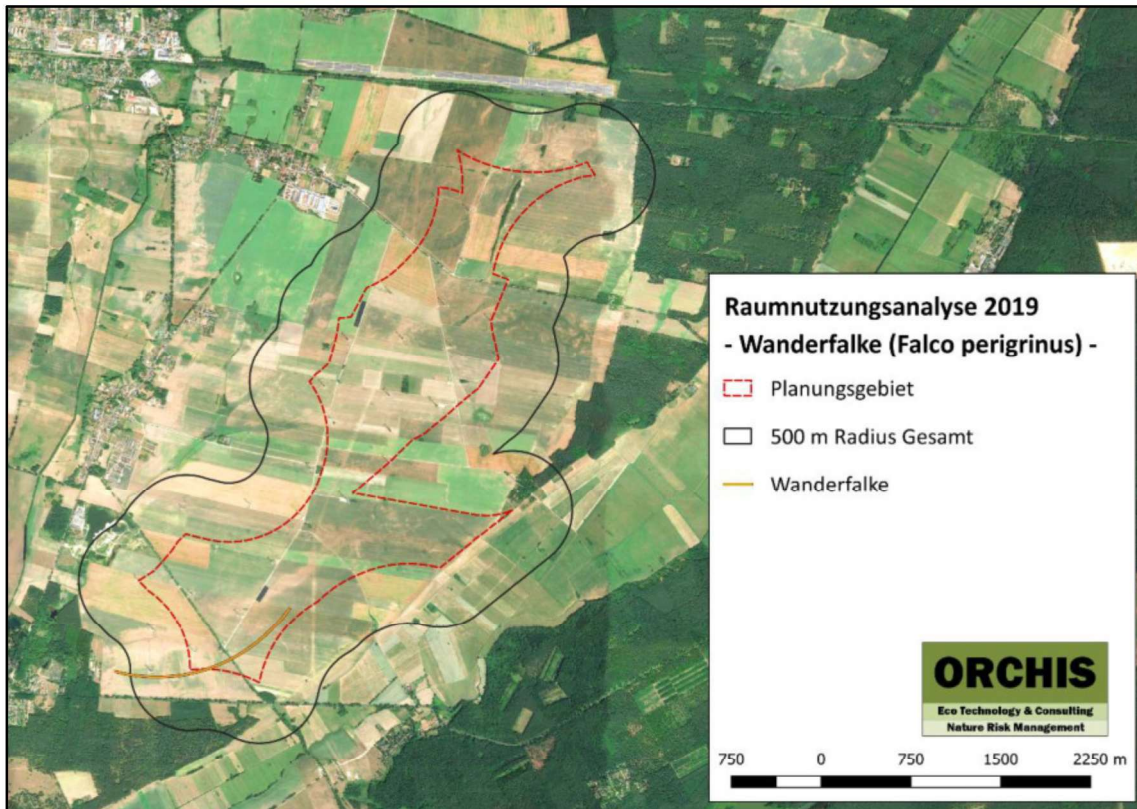 Raumnutzungsanalyse 2019
- Wanderfalke (Falco perigrinus) -
Planungsgebiet
500 m Radius Gesamt
Wanderfalke
ORCHIS
Eco Technology & Consulting
Nature Risk Management
750 0 750 1500 2250 m